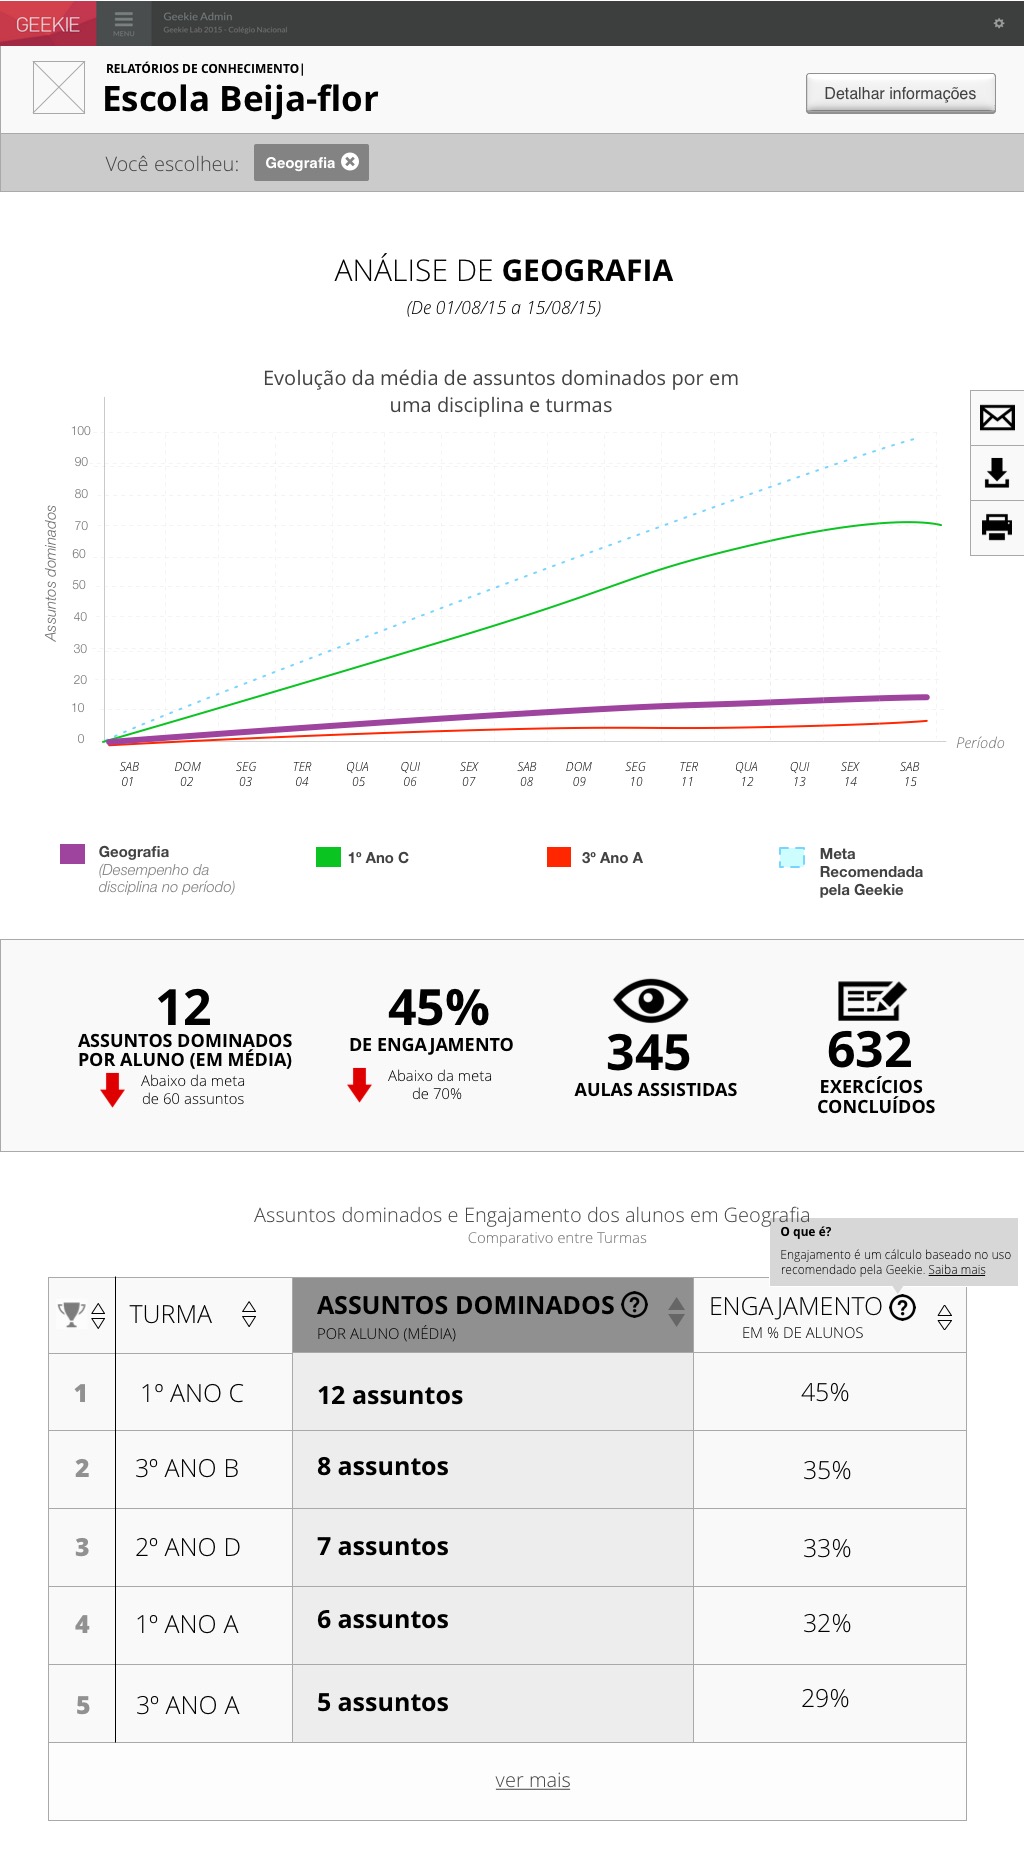 GEEKIE
MENU
Geekie Admin
Geekie Lab 2015 - Colégio Nacional
RELATÓRIOS DE CONHECIMENTO|
Escola Beija-flor
Detalhar informações
Você escolheu:
Geografia
ANÁLISE DE GEOGRAFIA
(De 01/08/15 a 15/08/15)
Evolução da média de assuntos dominados por em
uma disciplina e turmas
Assuntos dominados
100
90
80
70
60
50
40
30
20
10
0
Período
SAB DOM SEG TER QUA QUI SEX SAB DOM SEG TER QUA QUI SEX SAB
01 02 03 04 05 06 07 08 09 10 11 12 13 14 15
Geografia
(Desempenho da
disciplina no período)
1º Ano C
3º Ano A
Meta
Recomendada
pela Geekie
12
ASSUNTOS DOMINADOS
POR ALUNO (EM MÉDIA)
Abaixo da meta
de 60 assuntos
45%
DE ENGAJAMENTO
Abaixo da meta
de 70%
345
AULAS ASSISTIDAS
632
EXERCÍCIOS
CONCLUÍDOS
Assuntos dominados e Engajamento dos alunos em Geografia
Comparativo entre Turmas
O que é?
Engajamento é um cálculo baseado no uso
recomendado pela Geekie. Saiba mais
TURMA
ASSUNTOS DOMINADOS ?
POR ALUNO (MÉDIA)
ENGAJAMENTO ?
EM % DE ALUNOS
1 1º ANO C 12 assuntos 45%
2 3º ANO B 8 assuntos 35%
3 2º ANO D 7 assuntos 33%
4 1º ANO A 6 assuntos 32%
5 3º ANO A 5 assuntos 29%
ver mais